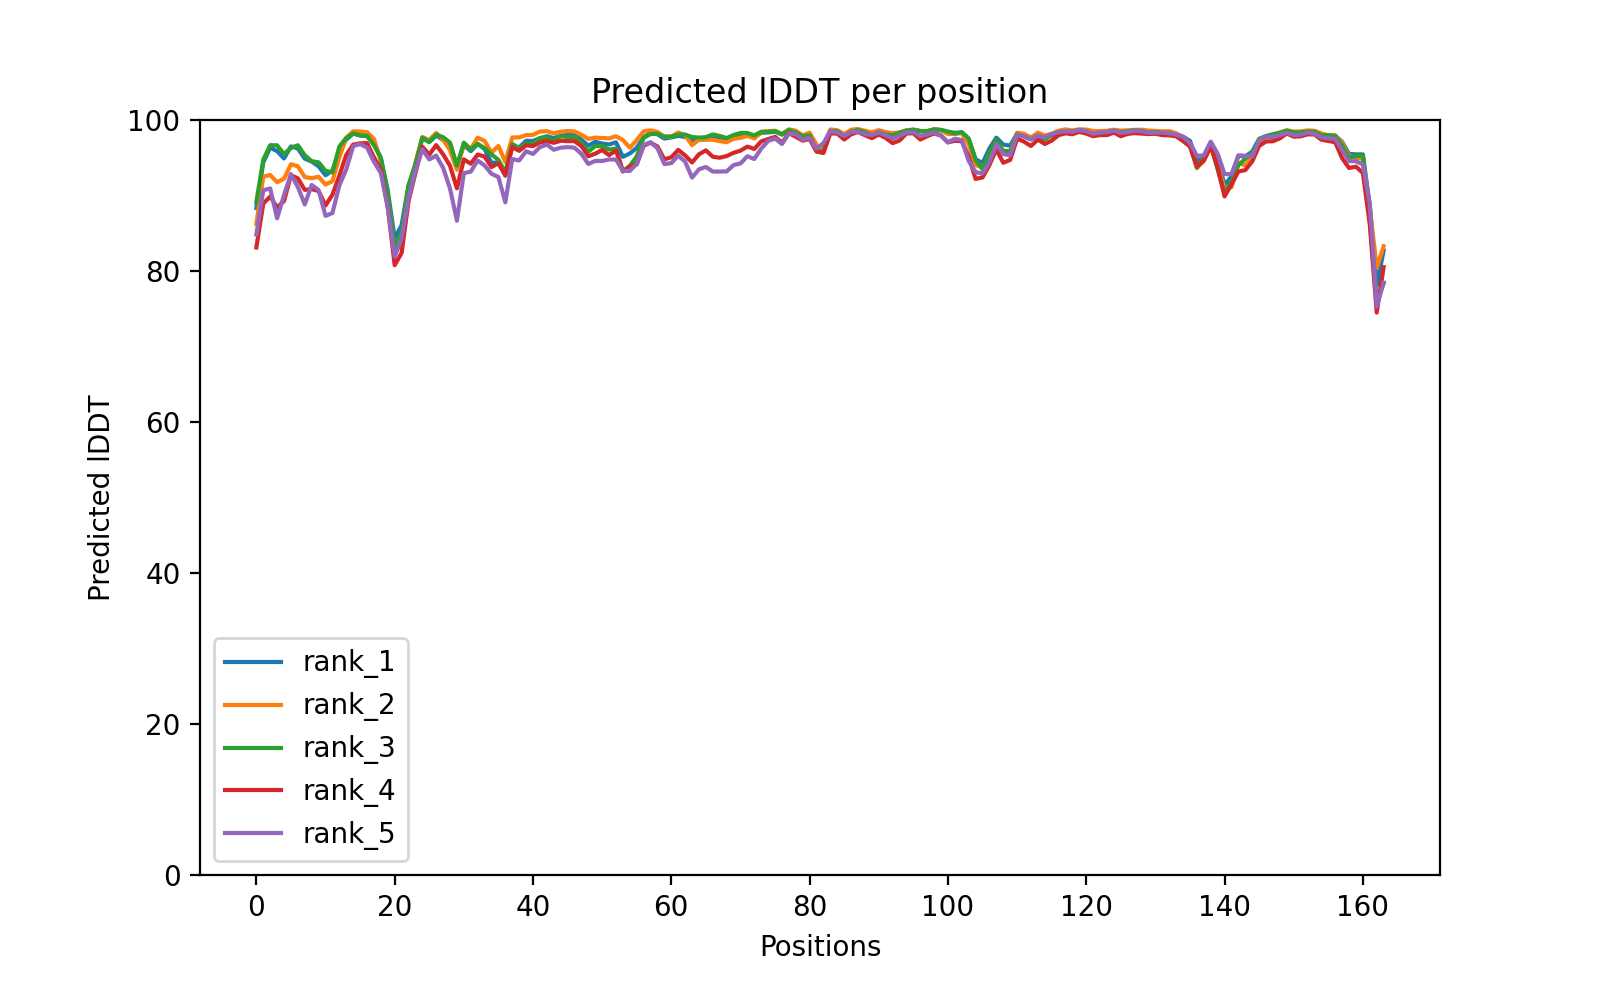 Predicted lDDT per position
100
80
60
40
20
0
Predicted lDDT
rank_1
rank_2
rank_3
rank_4
rank_5
0 20 40 60 80 100 120 140 160
Positions